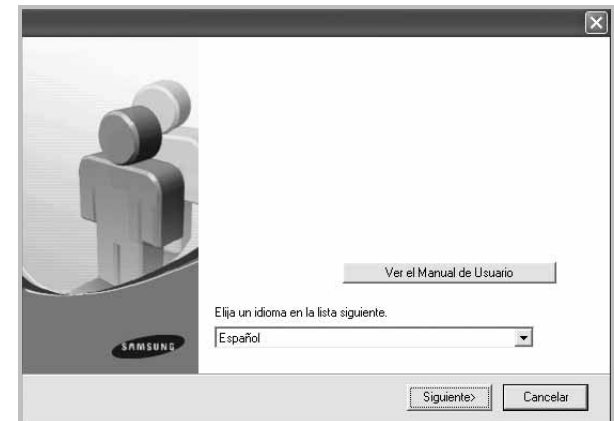 Ver el Manual de Usuario
Elija un idioma en la lista siguiente.
Español
SAMSUNG
Siguiente>
Cancelar